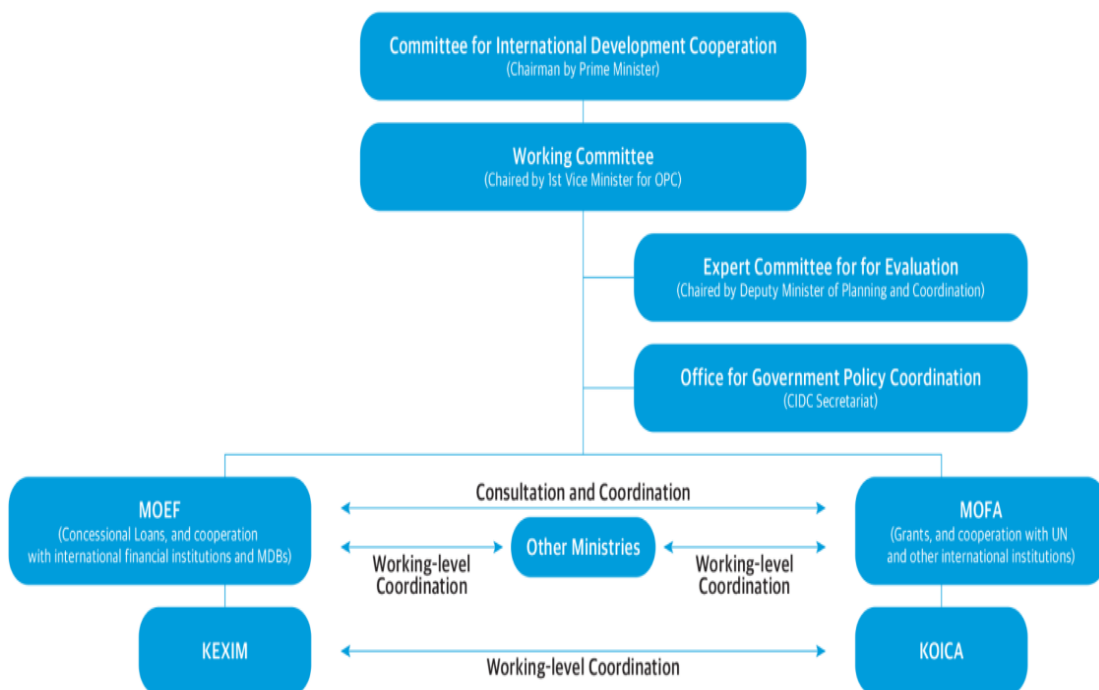 Committee for International Development Cooperation
(Chairman by Prime Minister)
Working Committee
(Chaired by 1st Vice Minister for OPC)
Expert Committee for for Evaluation
(Chaired by Deputy Minister of Planning and Coordination)
Office for Government Policy Coordination
(CIDC Secretariat)
MOEF
(Concessional Loans, and cooperation
with international financial institutions and MDBs)
Consultation and Coordination
MOFA
(Grants, and cooperation with UN
and other international institutions)
Other Ministries
Working-level
Coordination
Working-level
Coordination
KEXIM
Working-level Coordination
KOICA